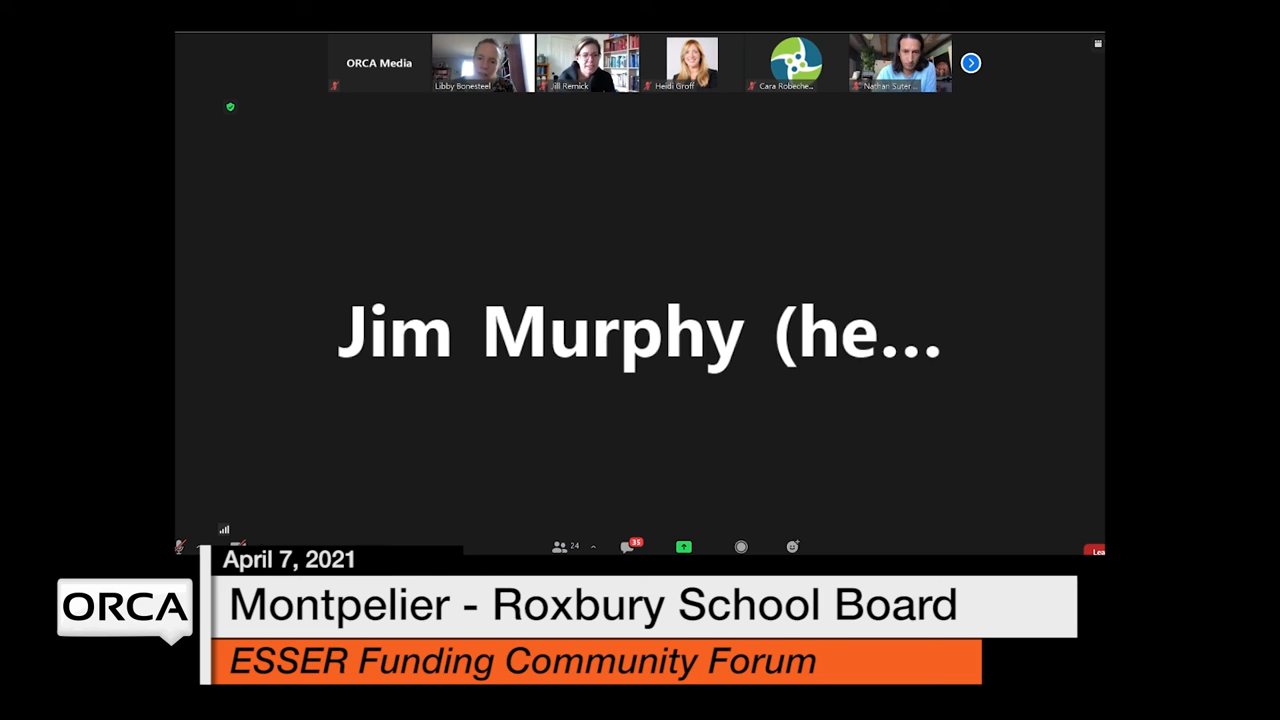 ORCA Media
Libby Bonesteel
Jill Remick
Heidi Groff
Cara Robeche...
Nathan Suter ...
Jim Murphy (he...
24
35
Lea
April 7, 2021
ORCA
Montpelier - Roxbury School Board
ESSER Funding Community Forum